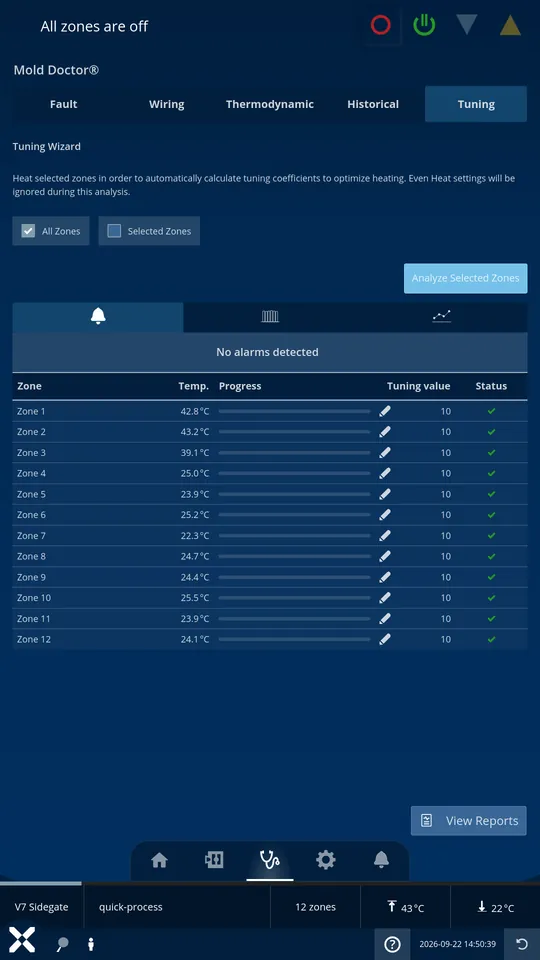 All zones are off
Mold Doctor®
Fault Wiring Thermodynamic Historical Tuning
Tuning Wizard
Heat selected zones in order to automatically calculate tuning coefficients to optimize heating. Even Heat settings will be
ignored during this analysis.
All Zones Selected Zones
Analyze Selected Zones
No alarms detected
Zone Temp. Progress Tuning value Status
Zone 1 42.8°C 10
Zone 2 43.2°C 10
Zone 3 39.1°C 10
Zone 4 25.0°C 10
Zone 5 23.9°C 10
Zone 6 25.2°C 10
Zone 7 22.3°C 10
Zone 8 24.7°C 10
Zone 9 24.4°C 10
Zone 10 25.5°C 10
Zone 11 23.9°C 10
Zone 12 24.1°C 10
View Reports
V7 Sidegate quick-process 12 zones 43°C 22°C
2026-09-22 14:50:39